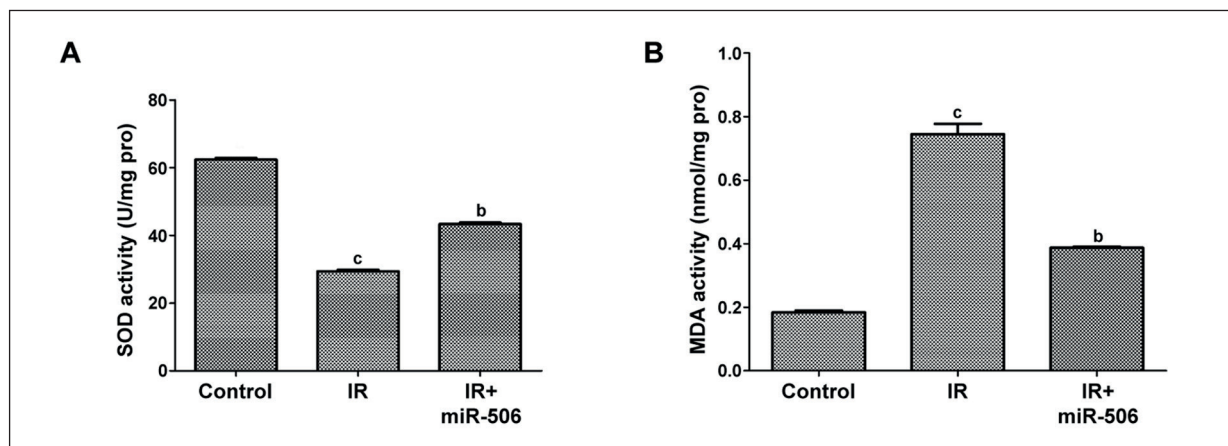 A
SOD activity (U/mg pro)
80
60
40
20
0
c
b
Control
IR
IR+
miR-506
B
MDA activity (nmol/mg pro)
1.0
0.8
0.6
0.4
0.2
0.0
c
b
Control
IR
IR+
miR-506